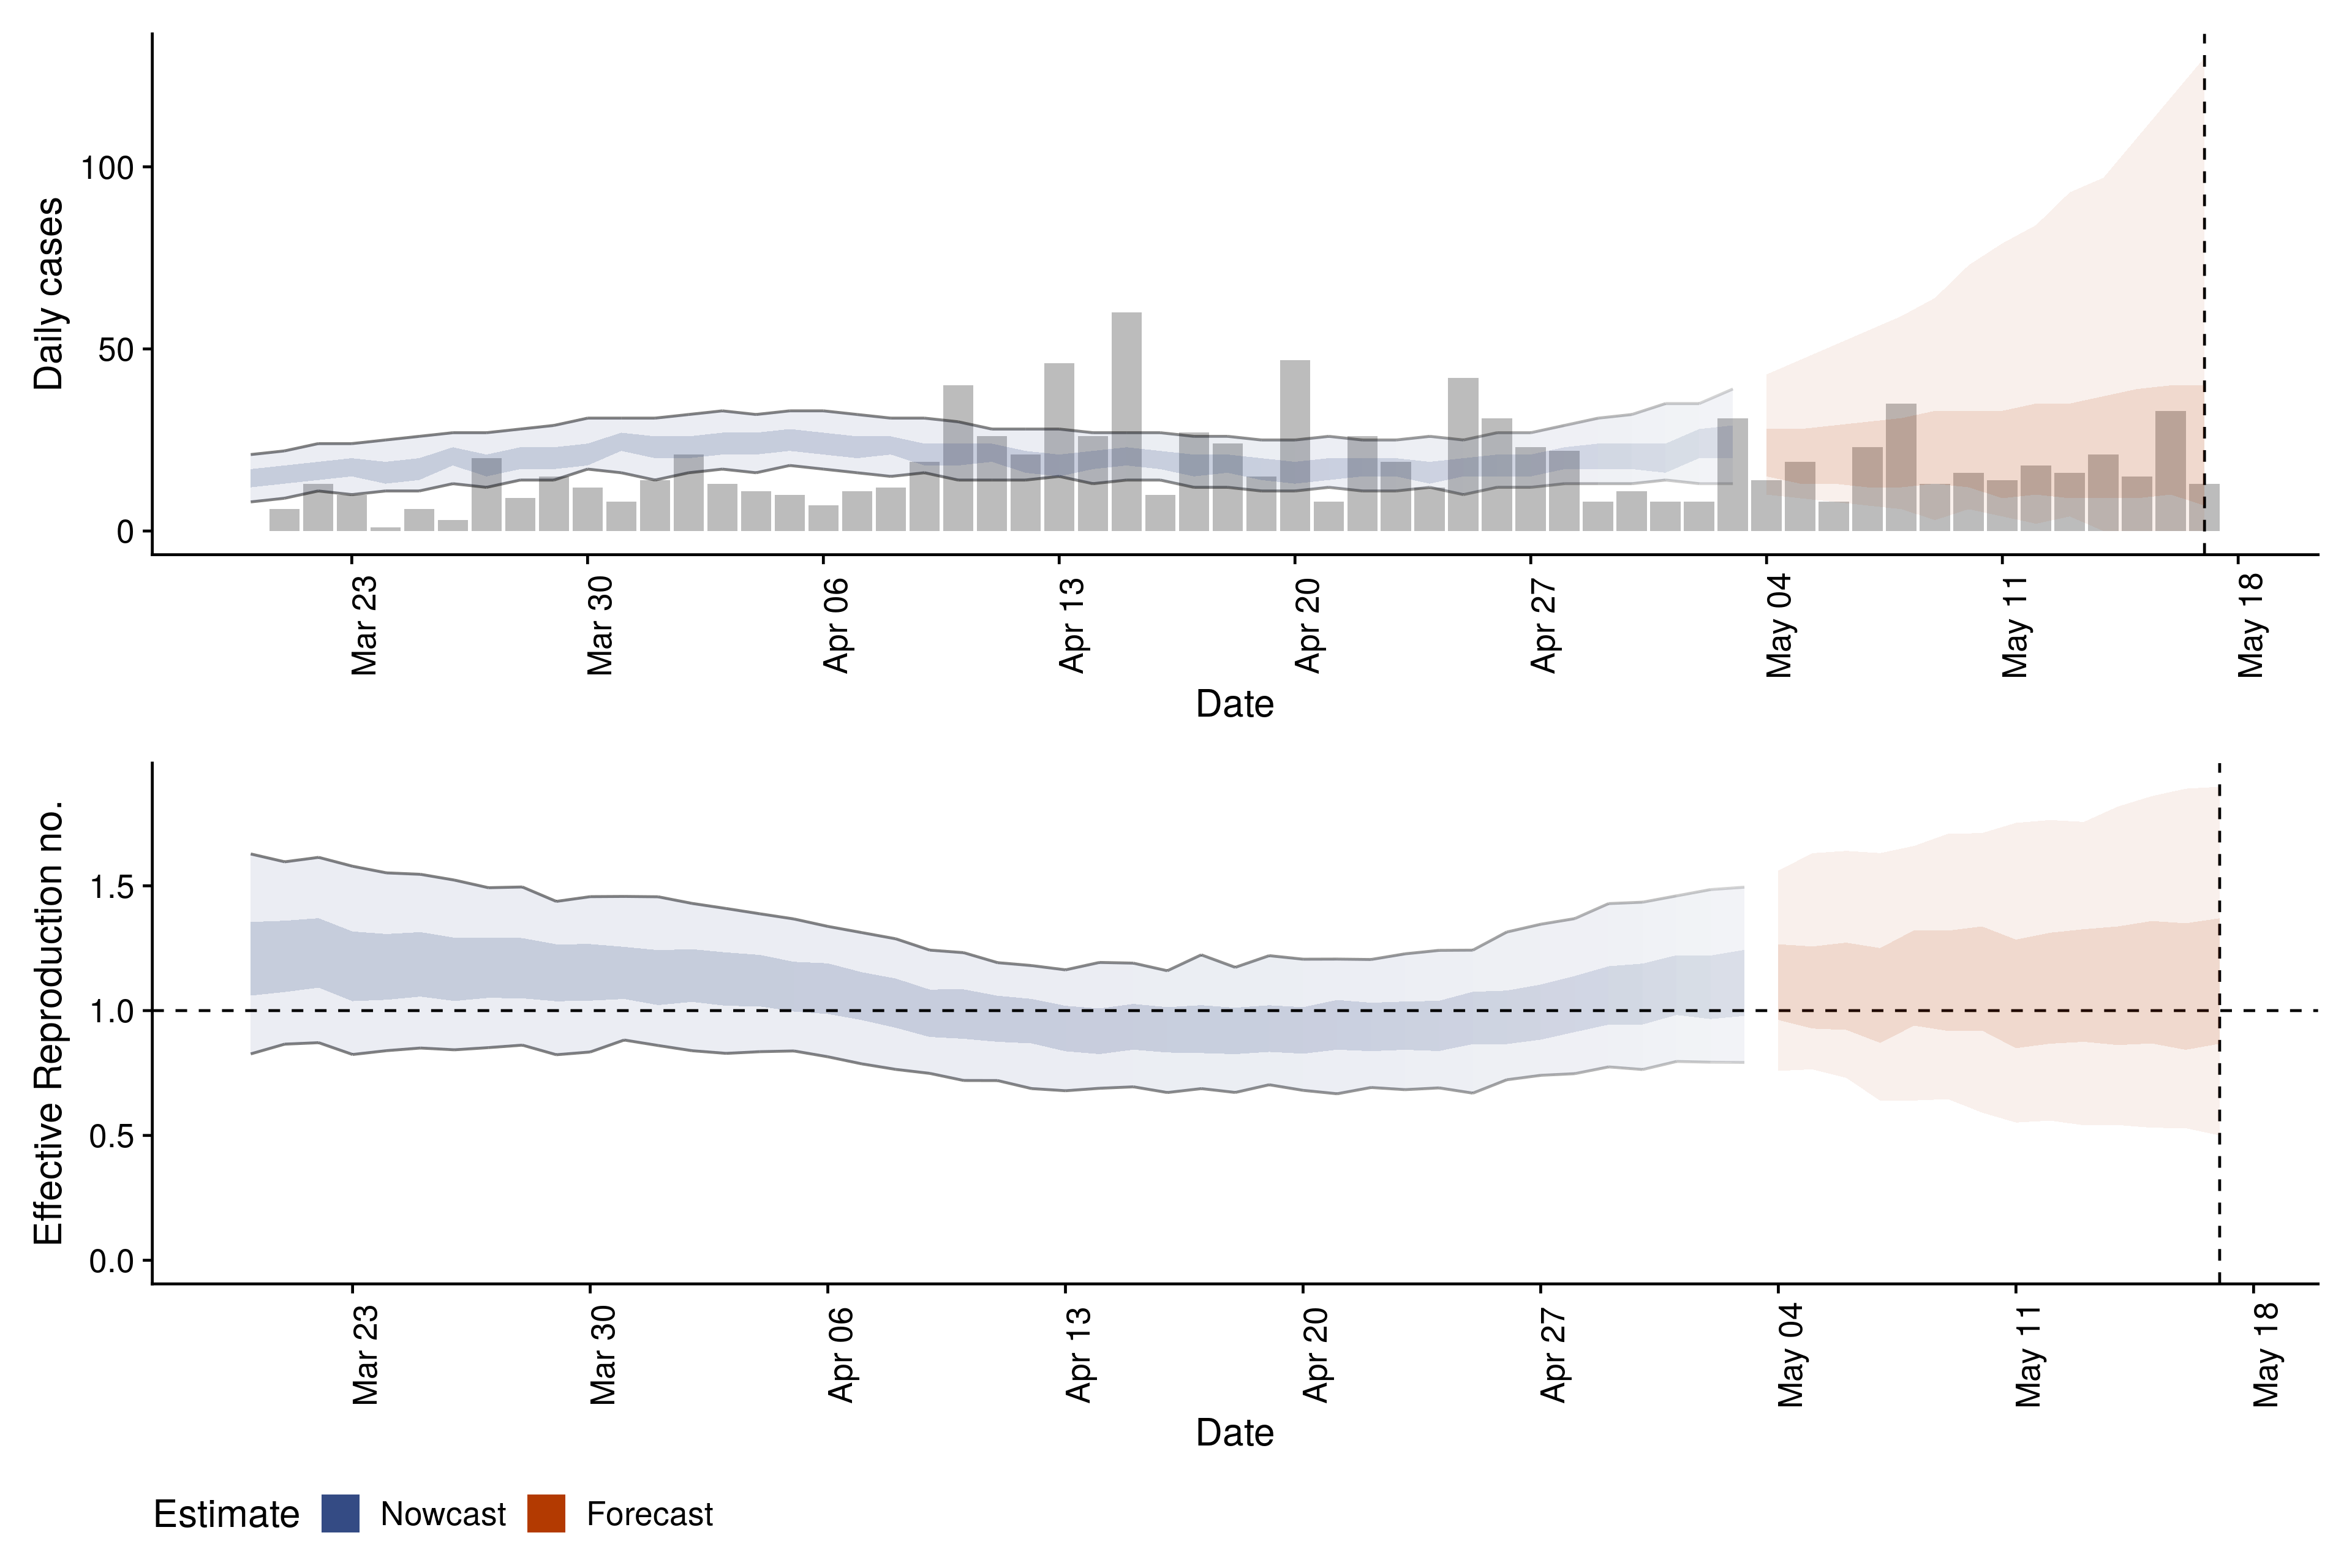 Daily cases
100
50
0
Mar 23
Mar 30
Apr 06
Apr 13
Apr 20
Apr 27
May 04
May 11
May 18
Date
Effective Reproduction no.
1.5
1.0
0.5
0.0
Mar 23
Mar 30
Apr 06
Apr 13
Apr 20
Apr 27
May 04
May 11
May 18
Date
Estimate Nowcast Forecast